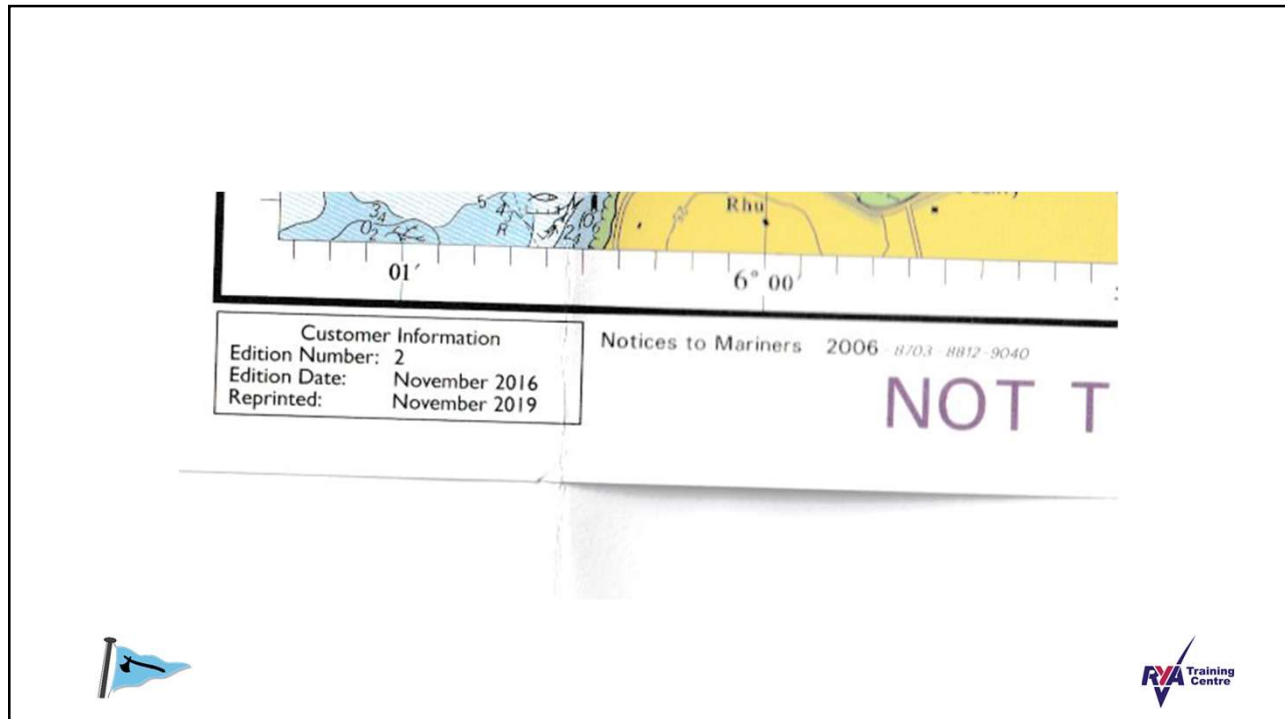 Rhu
01′
6° 00′
Customer Information
Edition Number: 2
Edition Date: November 2016
Reprinted: November 2019
Notices to Mariners 2006 - 8703 - 8812 - 9040
NOT T
RYA Training
Centre